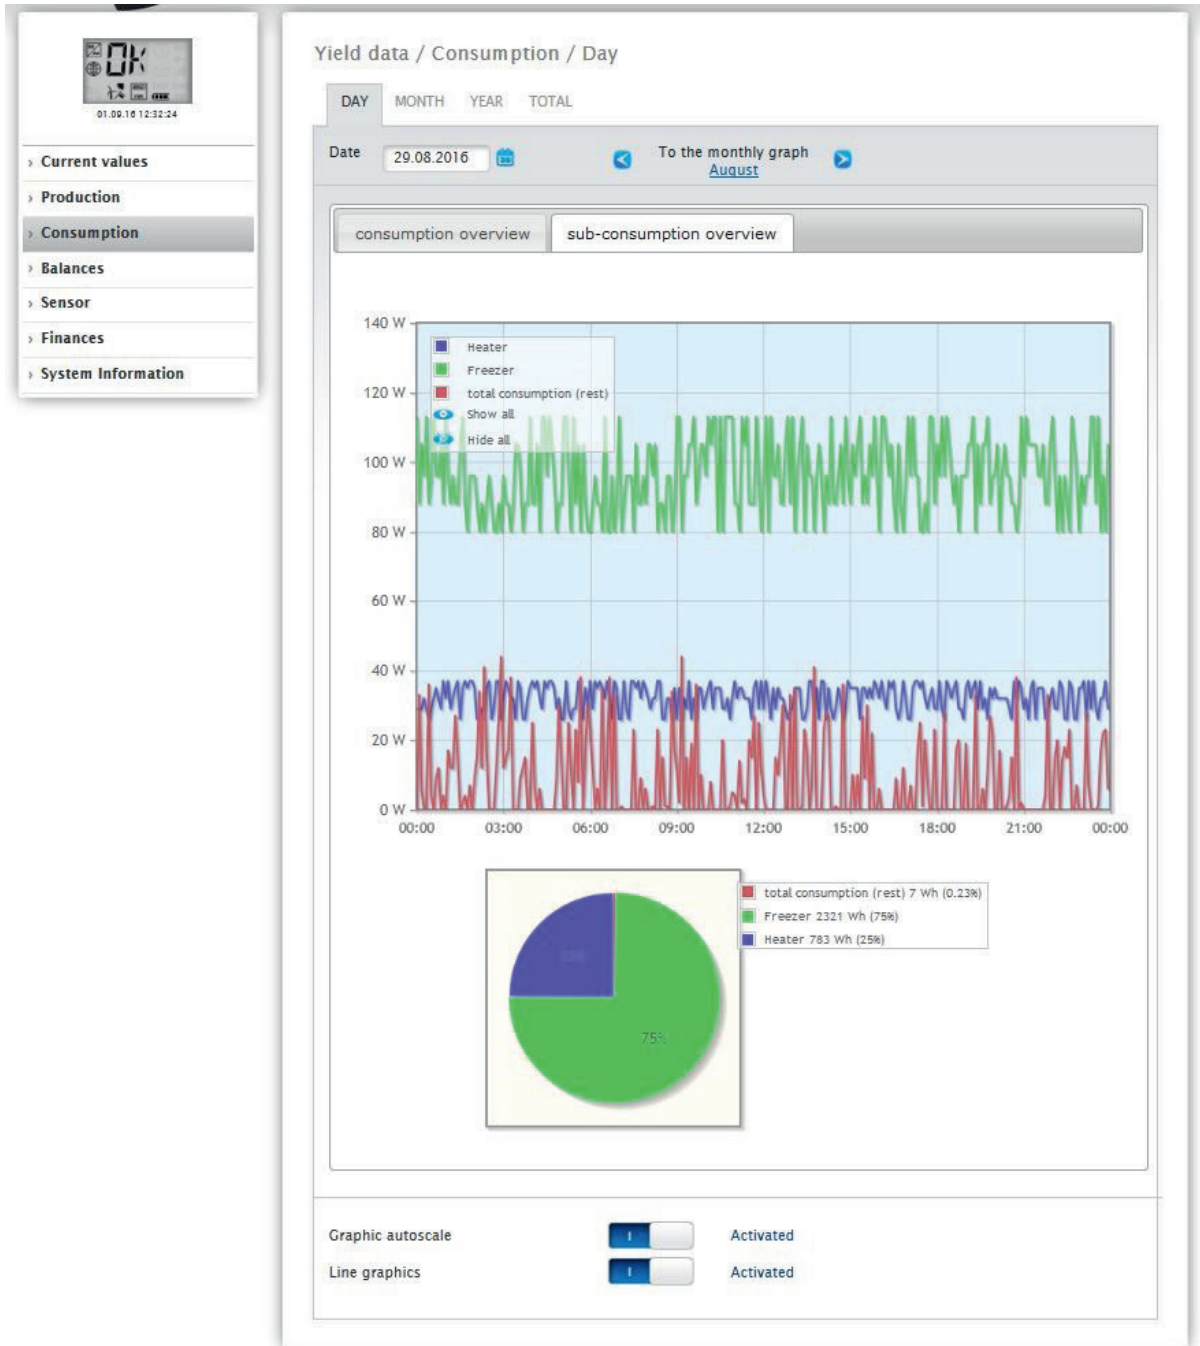 OK
01.09.16 12:32:24
Current values
Production
Consumption
Balances
Sensor
Finances
System Information
Yield data / Consumption / Day
DAY MONTH YEAR TOTAL
Date 29.08.2016 To the monthly graph
August
consumption overview sub-consumption overview
140 W
120 W
100 W
80 W
60 W
40 W
20 W
0 W
Heater
Freezer
total consumption (rest)
Show all
Hide all
00:00 03:00 06:00 09:00 12:00 15:00 18:00 21:00 00:00
total consumption (rest) 7 Wh (0.23%)
Freezer 2321 Wh (75%)
Heater 783 Wh (25%)
75%
Graphic autoscale I Activated
Line graphics I Activated